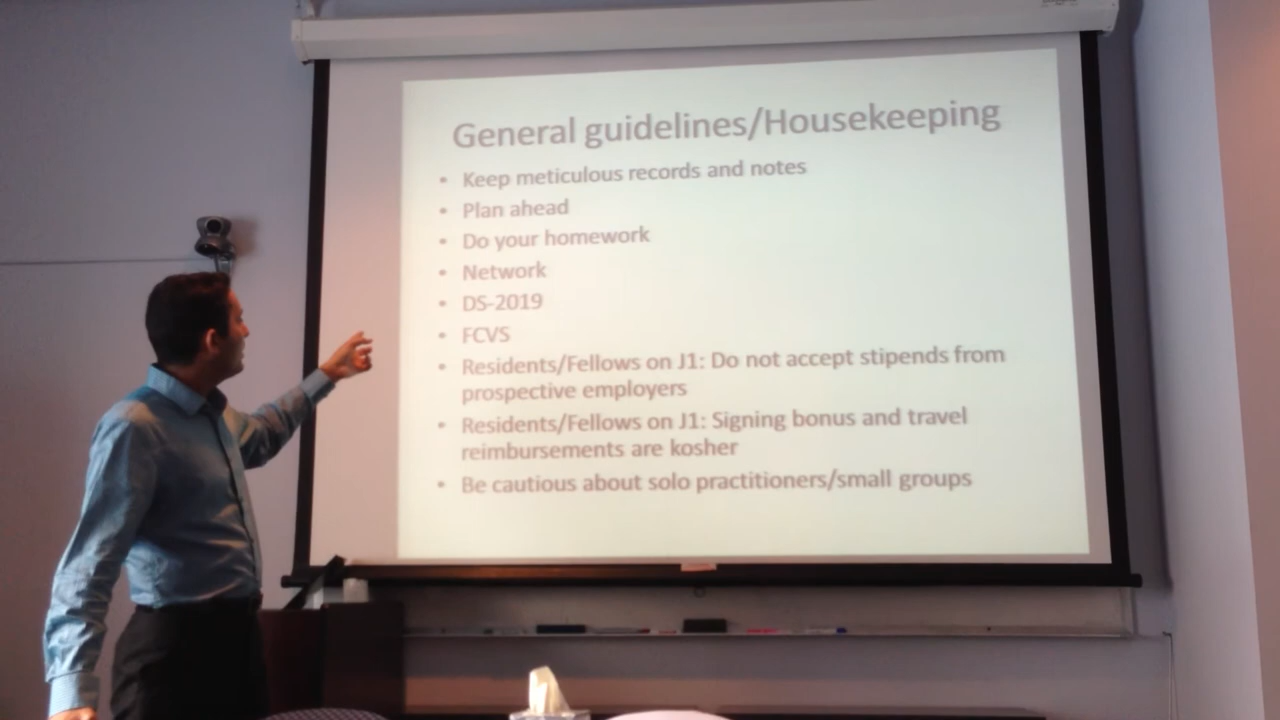 General guidelines/Housekeeping
• Keep meticulous records and notes
• Plan ahead
• Do your homework
• Network
• DS-2019
• FCVS
• Residents/Fellows on J1: Do not accept stipends from
prospective employers
• Residents/Fellows on J1: Signing bonus and travel
reimbursements are kosher
• Be cautious about solo practitioners/small groups